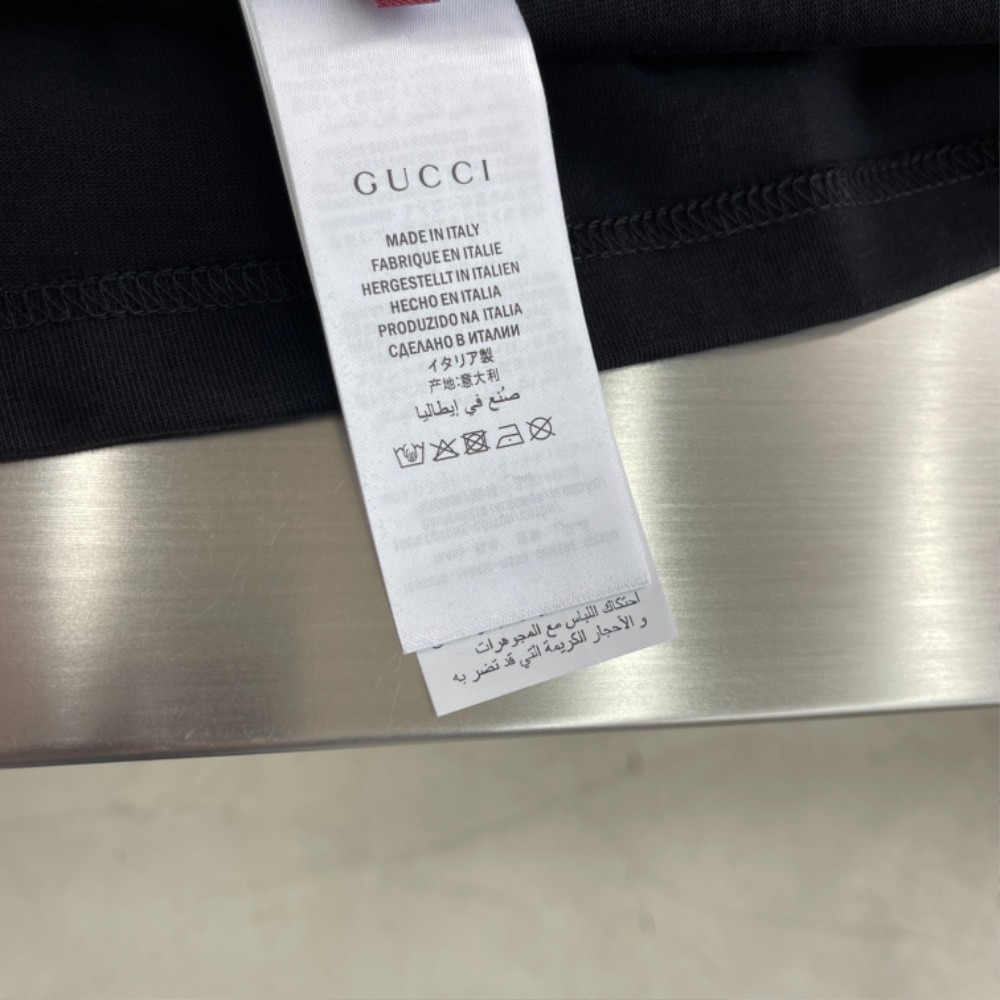 GUCCI
MADE IN ITALY
FABRIQUE EN ITALIE
HERGESTELLT IN ITALIEN
HECHO EN ITALIA
PRODUZIDO NA ITALIA
СДЕЛАНО В ИТАЛИИ
イタリア製
产地:意大利
صُنع في إيطاليا
احتكاك اللباس مع المجوهرات
و الأحجار الكريمة التي قد تضر به